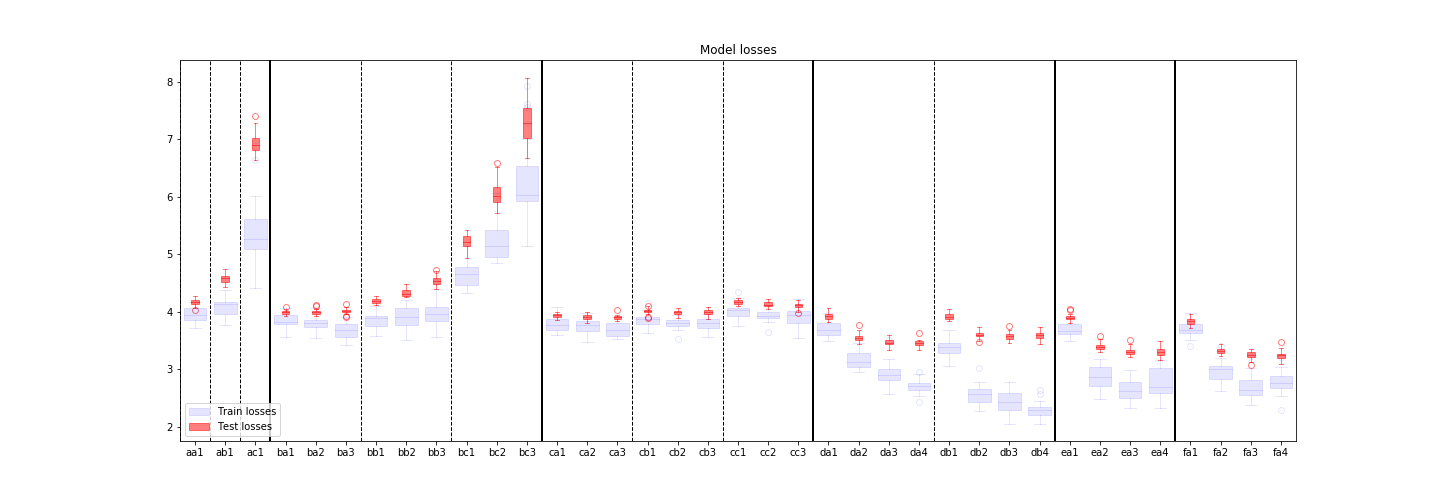 Model losses
8
7
6
5
4
3
2
Train losses
Test losses
aa1 ab1 ac1 ba1 ba2 ba3 bb1 bb2 bb3 bc1 bc2 bc3 ca1 ca2 ca3 cb1 cb2 cb3 cc1 cc2 cc3 da1 da2 da3 da4 db1 db2 db3 db4 ea1 ea2 ea3 ea4 fa1 fa2 fa3 fa4